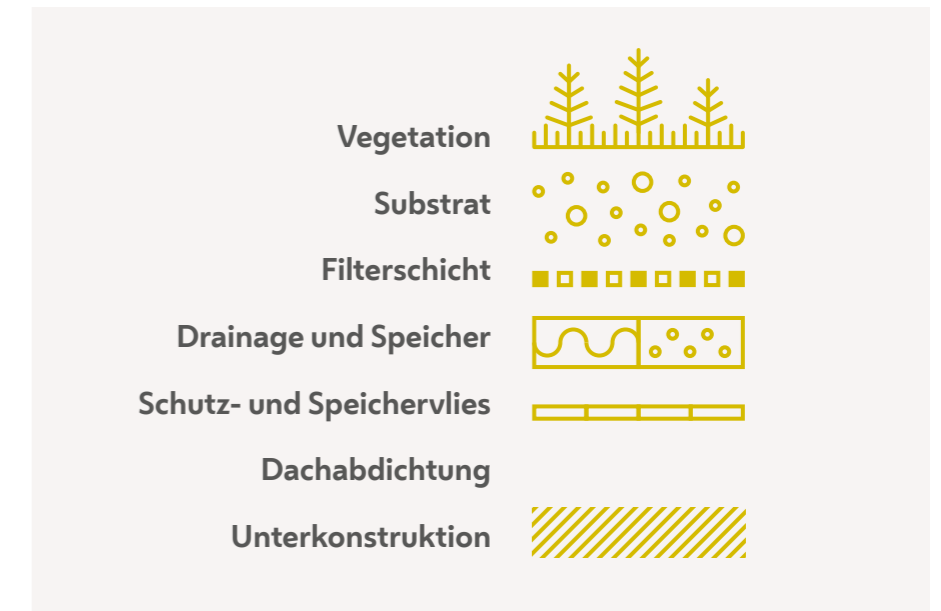 Vegetation
Substrat
Filterschicht
Drainage und Speicher
Schutz- und Speichervlies
Dachabdichtung
Unterkonstruktion